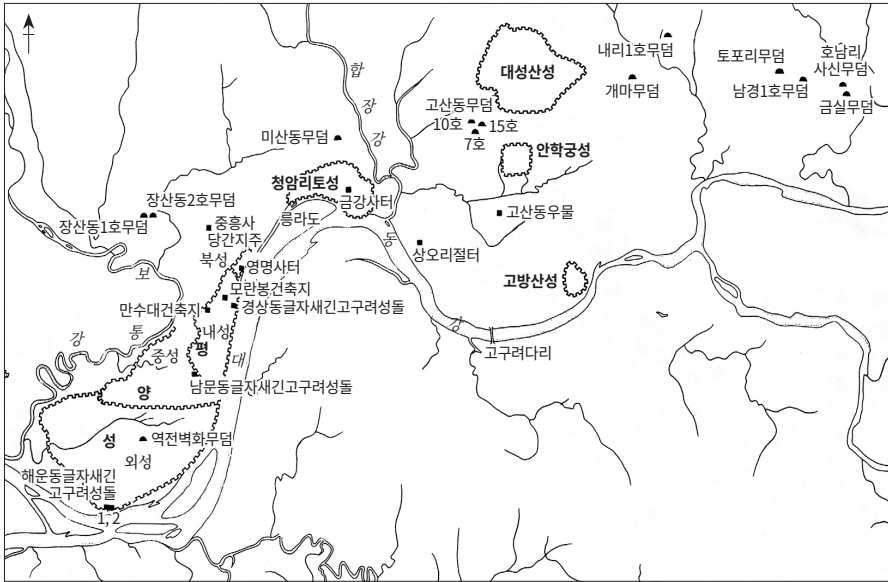 대성산성
내리1호무덤
개마무덤
토포리무덤
남경1호무덤
호남리
사신무덤
금실무덤
고산동무덤
10호
15호
7호
안학궁성
합
장
강
미산동무덤
청암리토성
금강사터
릉라도
장산동2호무덤
장산동1호무덤
중흥사
당간지주
북성
영명사터
모란봉건축지
경상동글자새긴고구려성돌
만수대건축지
내성
평
중성
남문동글자새긴고구려성돌
양
성
역전벽화무덤
외성
해운동글자새긴
고구려성돌
1, 2
보
통
강
대
동
강
고산동우물
상오리절터
고방산성
고구려다리